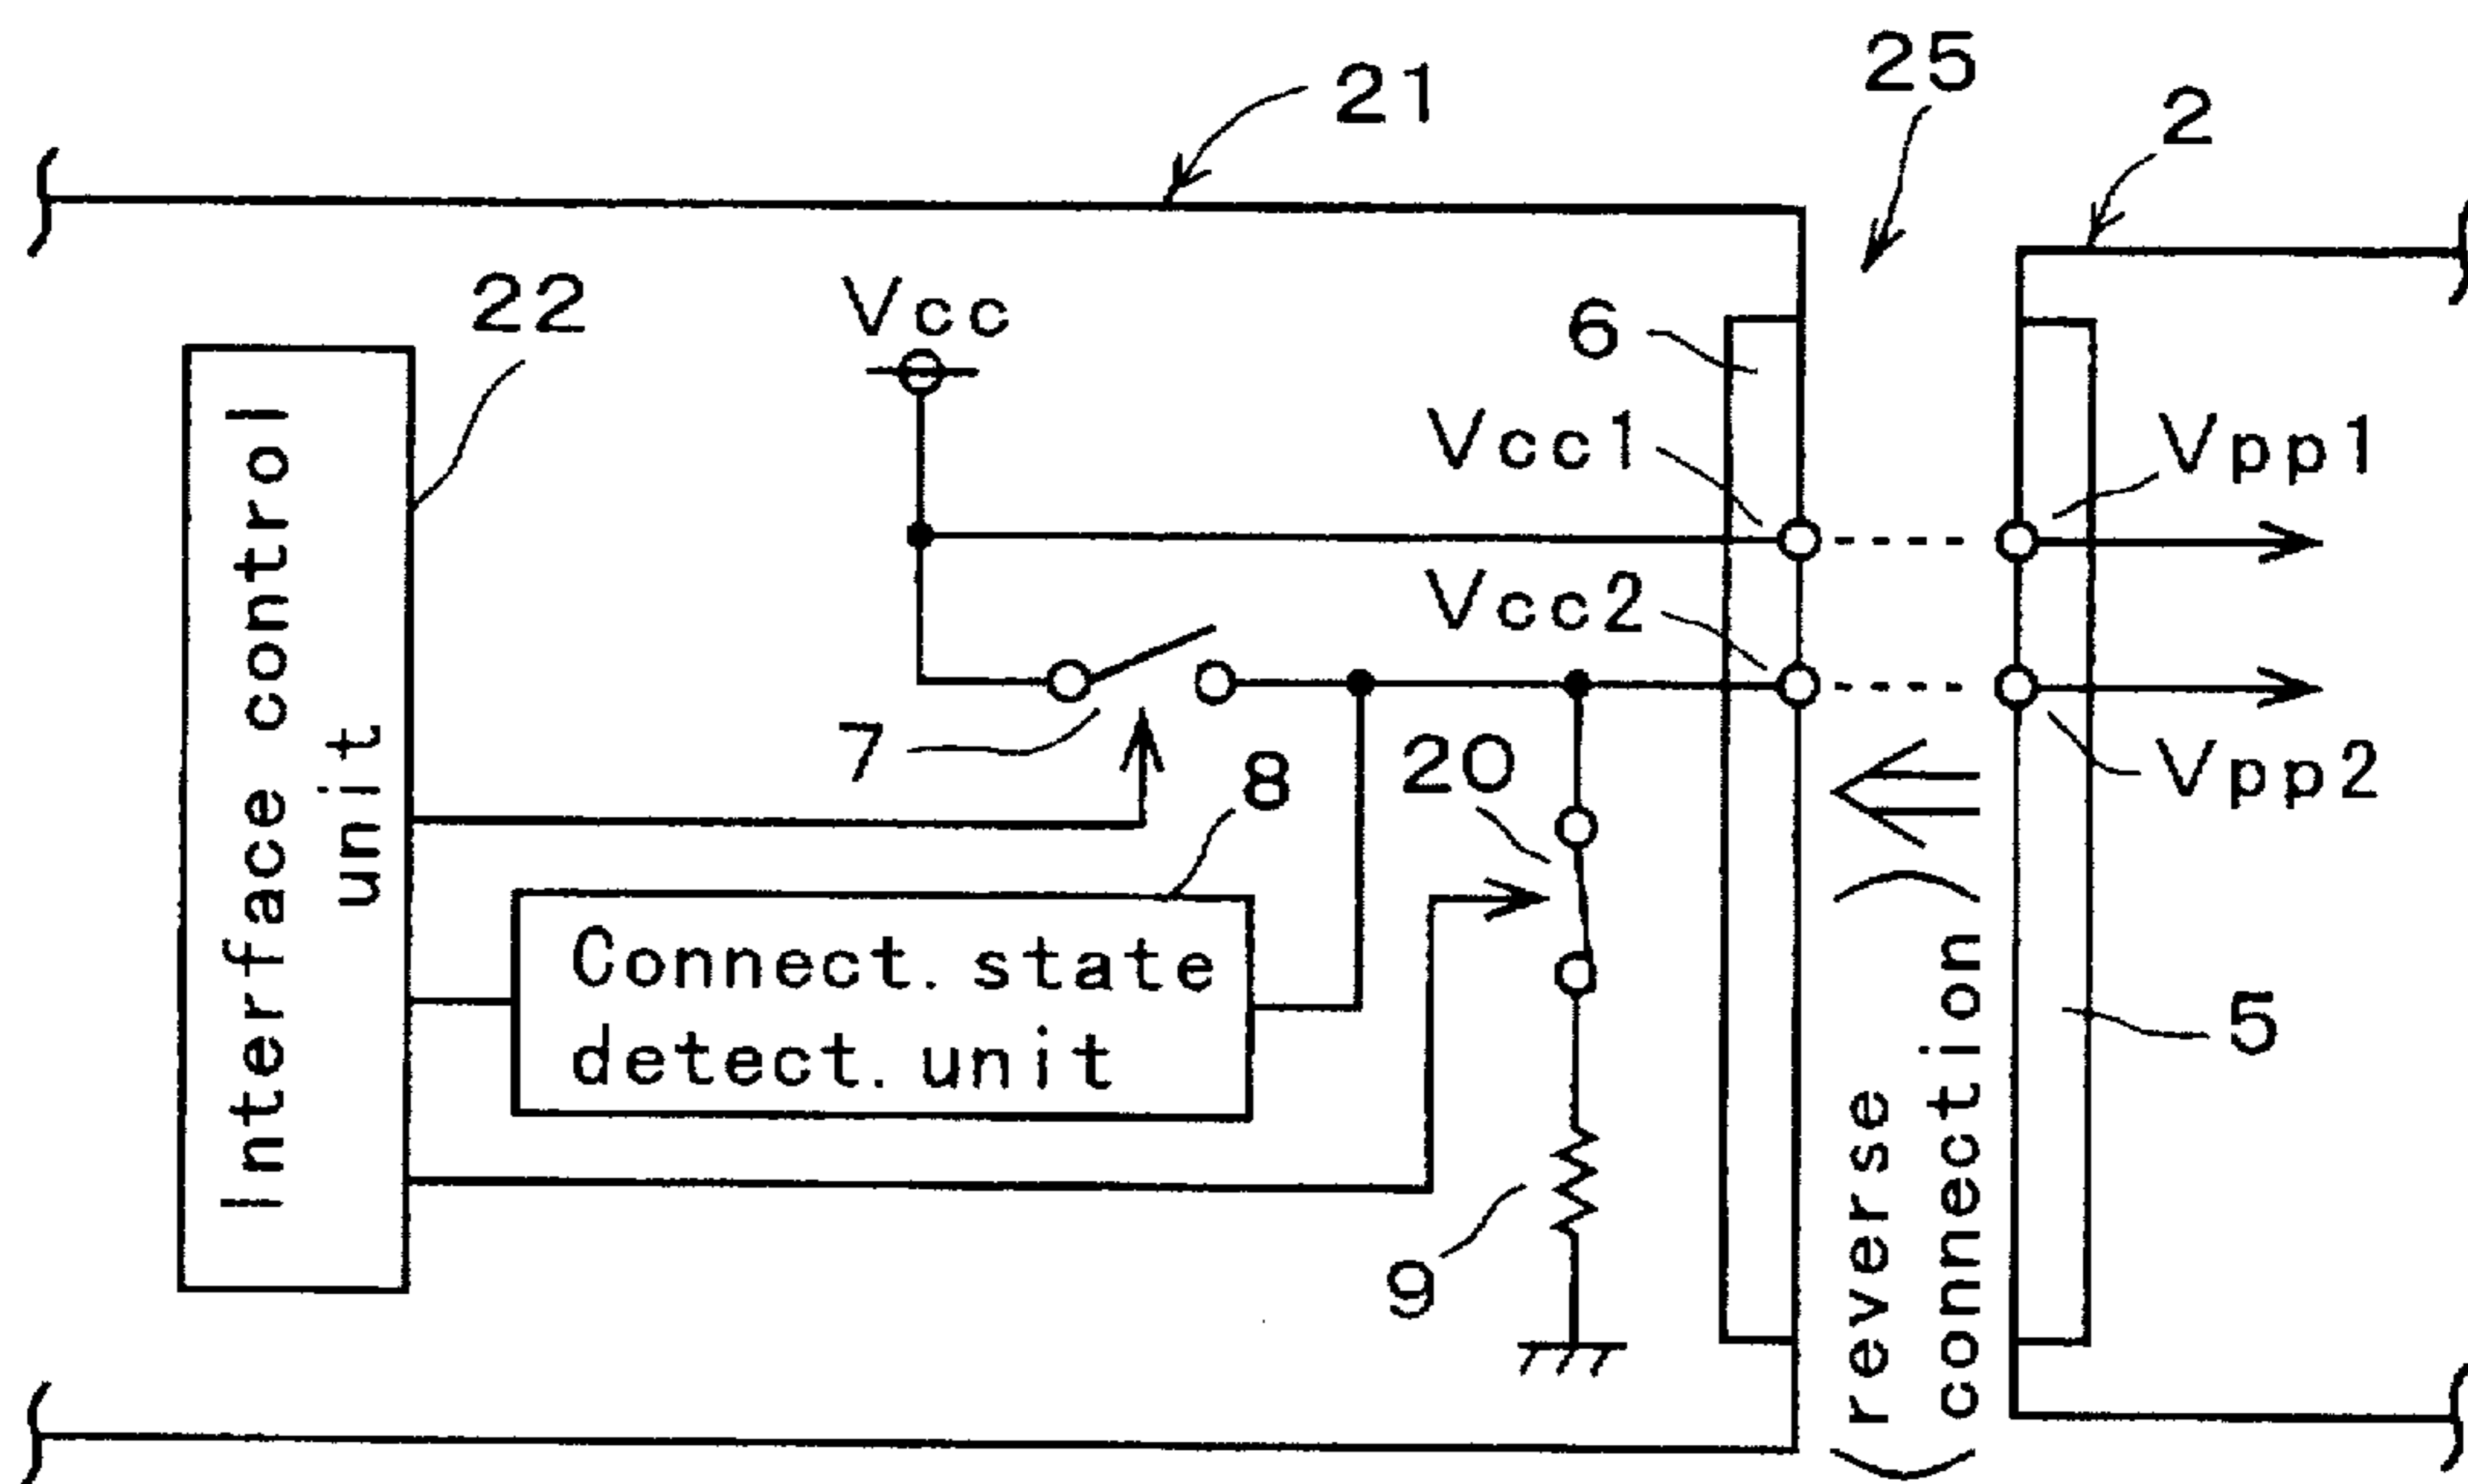 21
25
2
22
Vcc
6
Vcc1
Vpp1
Vcc2
7
8
20
Vpp2
Interface control
unit
Connect. state
detect. unit
9
(reverse
connection)
5